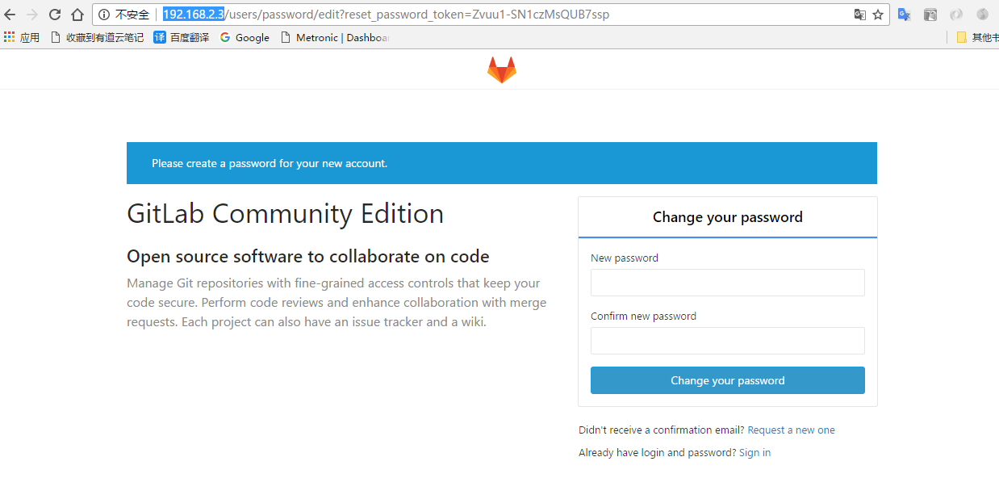 不安全 192.168.2.3/users/password/edit?reset_password_token=Zvuu1-SN1czMsQUB7ssp
应用 收藏到有道云笔记 译 百度翻译 Google Metronic | Dashboar 其他书
Please create a password for your new account.
GitLab Community Edition
Open source software to collaborate on code
Manage Git repositories with fine-grained access controls that keep your
code secure. Perform code reviews and enhance collaboration with merge
requests. Each project can also have an issue tracker and a wiki.
Change your password
New password
Confirm new password
Change your password
Didn't receive a confirmation email? Request a new one
Already have login and password? Sign in